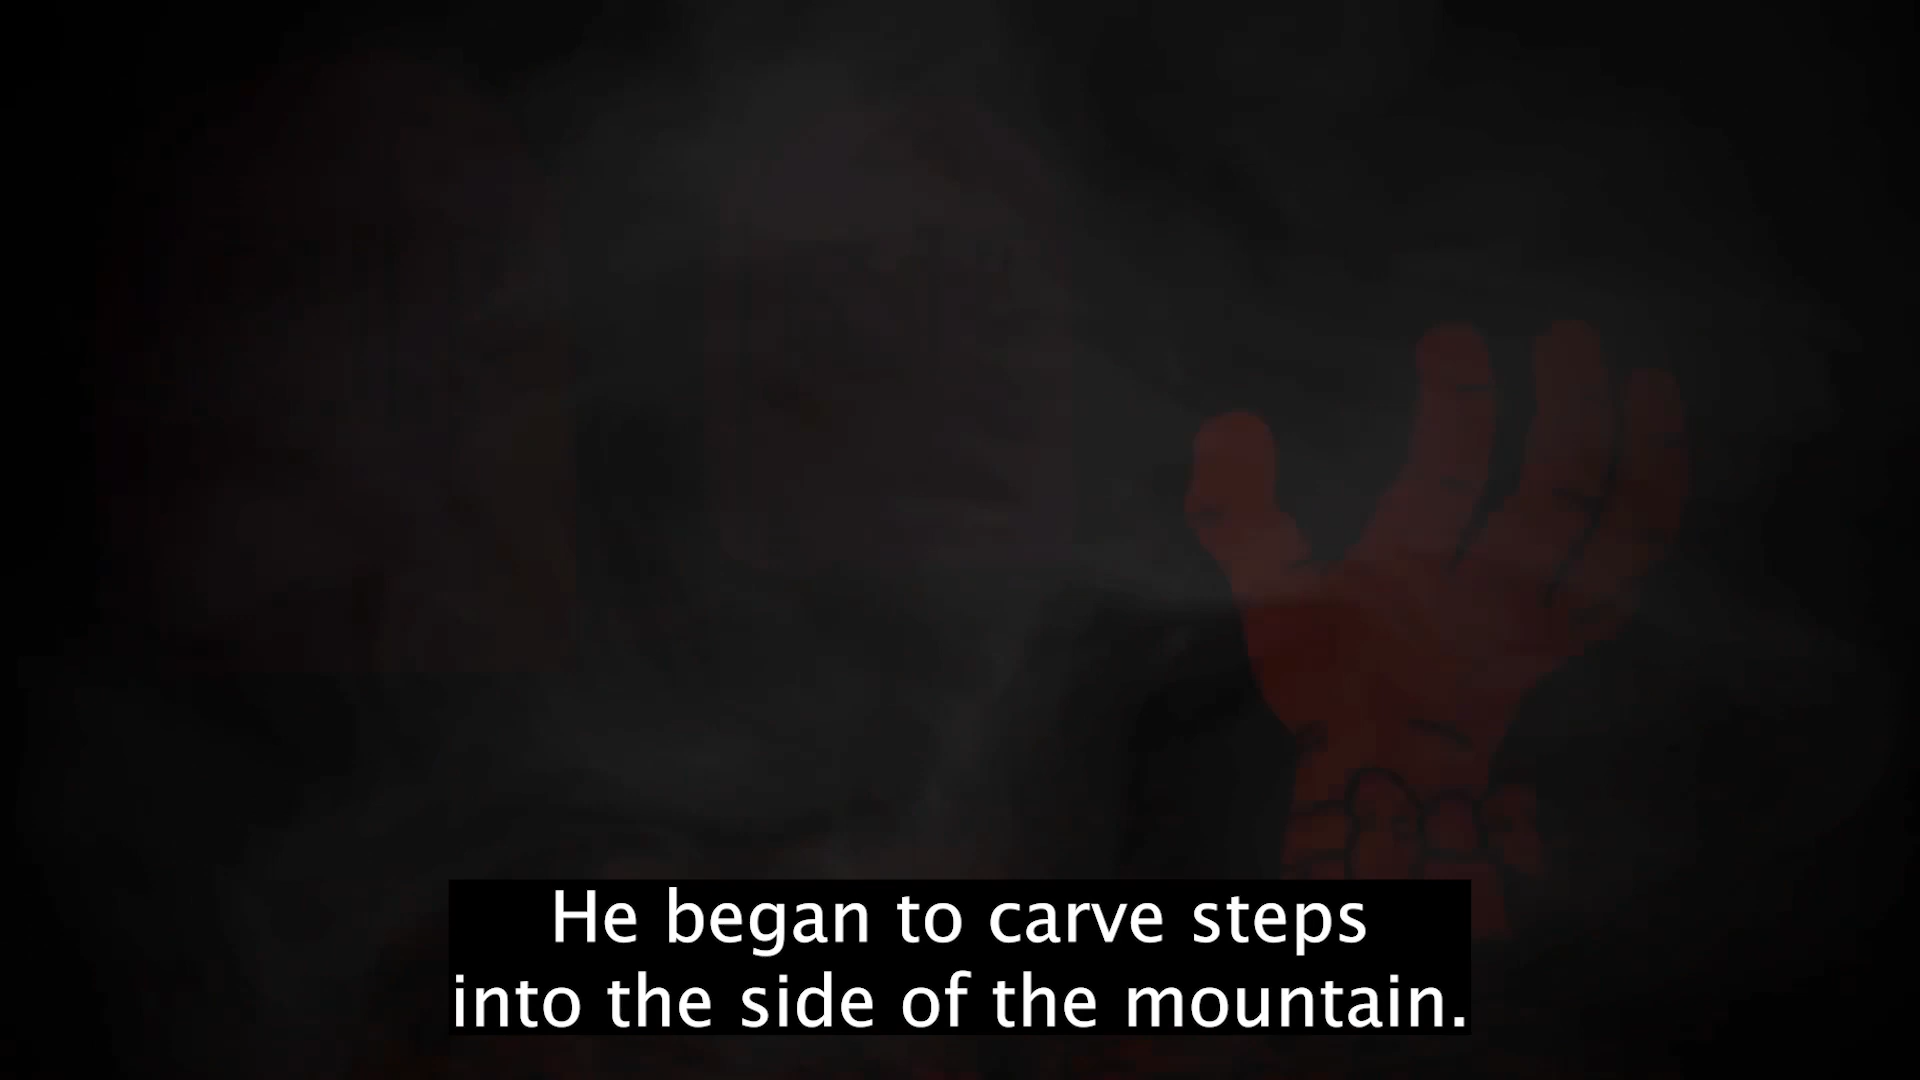 He began to carve steps
into the side of the mountain.